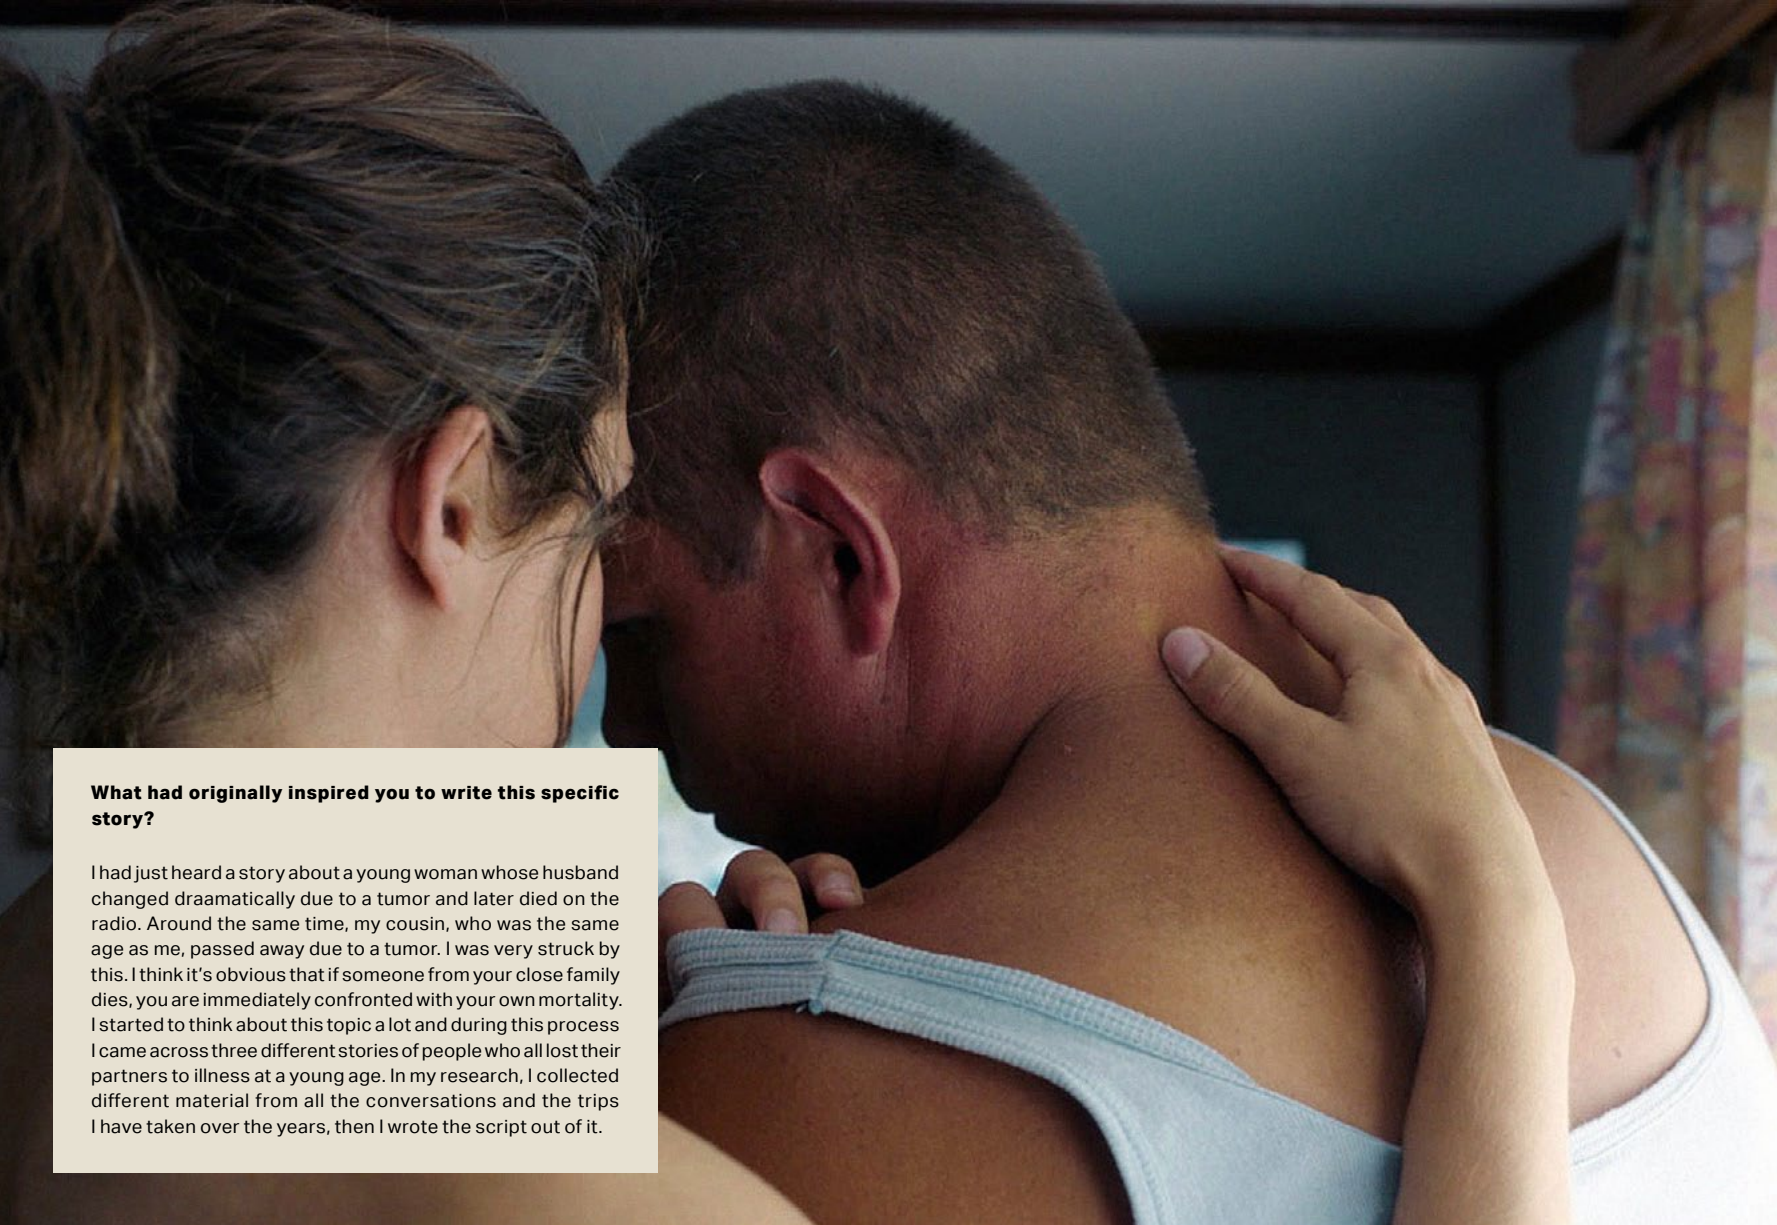 What had originally inspired you to write this specific
story?
I had just heard a story about a young woman whose husband
changed draamatically due to a tumor and later died on the
radio. Around the same time, my cousin, who was the same
age as me, passed away due to a tumor. I was very struck by
this. I think it's obvious that if someone from your close family
dies, you are immediately confronted with your own mortality.
I started to think about this topic a lot and during this process
I came across three different stories of people who all lost their
partners to illness at a young age. In my research, I collected
different material from all the conversations and the trips
I have taken over the years, then I wrote the script out of it.